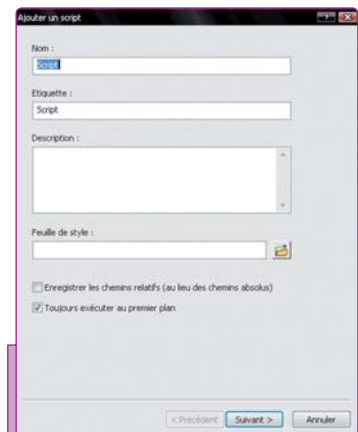 Ajouter un script
Nom :
Script
Etiquette :
Script
Description :
Feuille de style :
Enregistrer les chemins relatifs (au lieu des chemins absolus)
Toujours exécuter au premier plan
< Précédent Suivant > Annuler